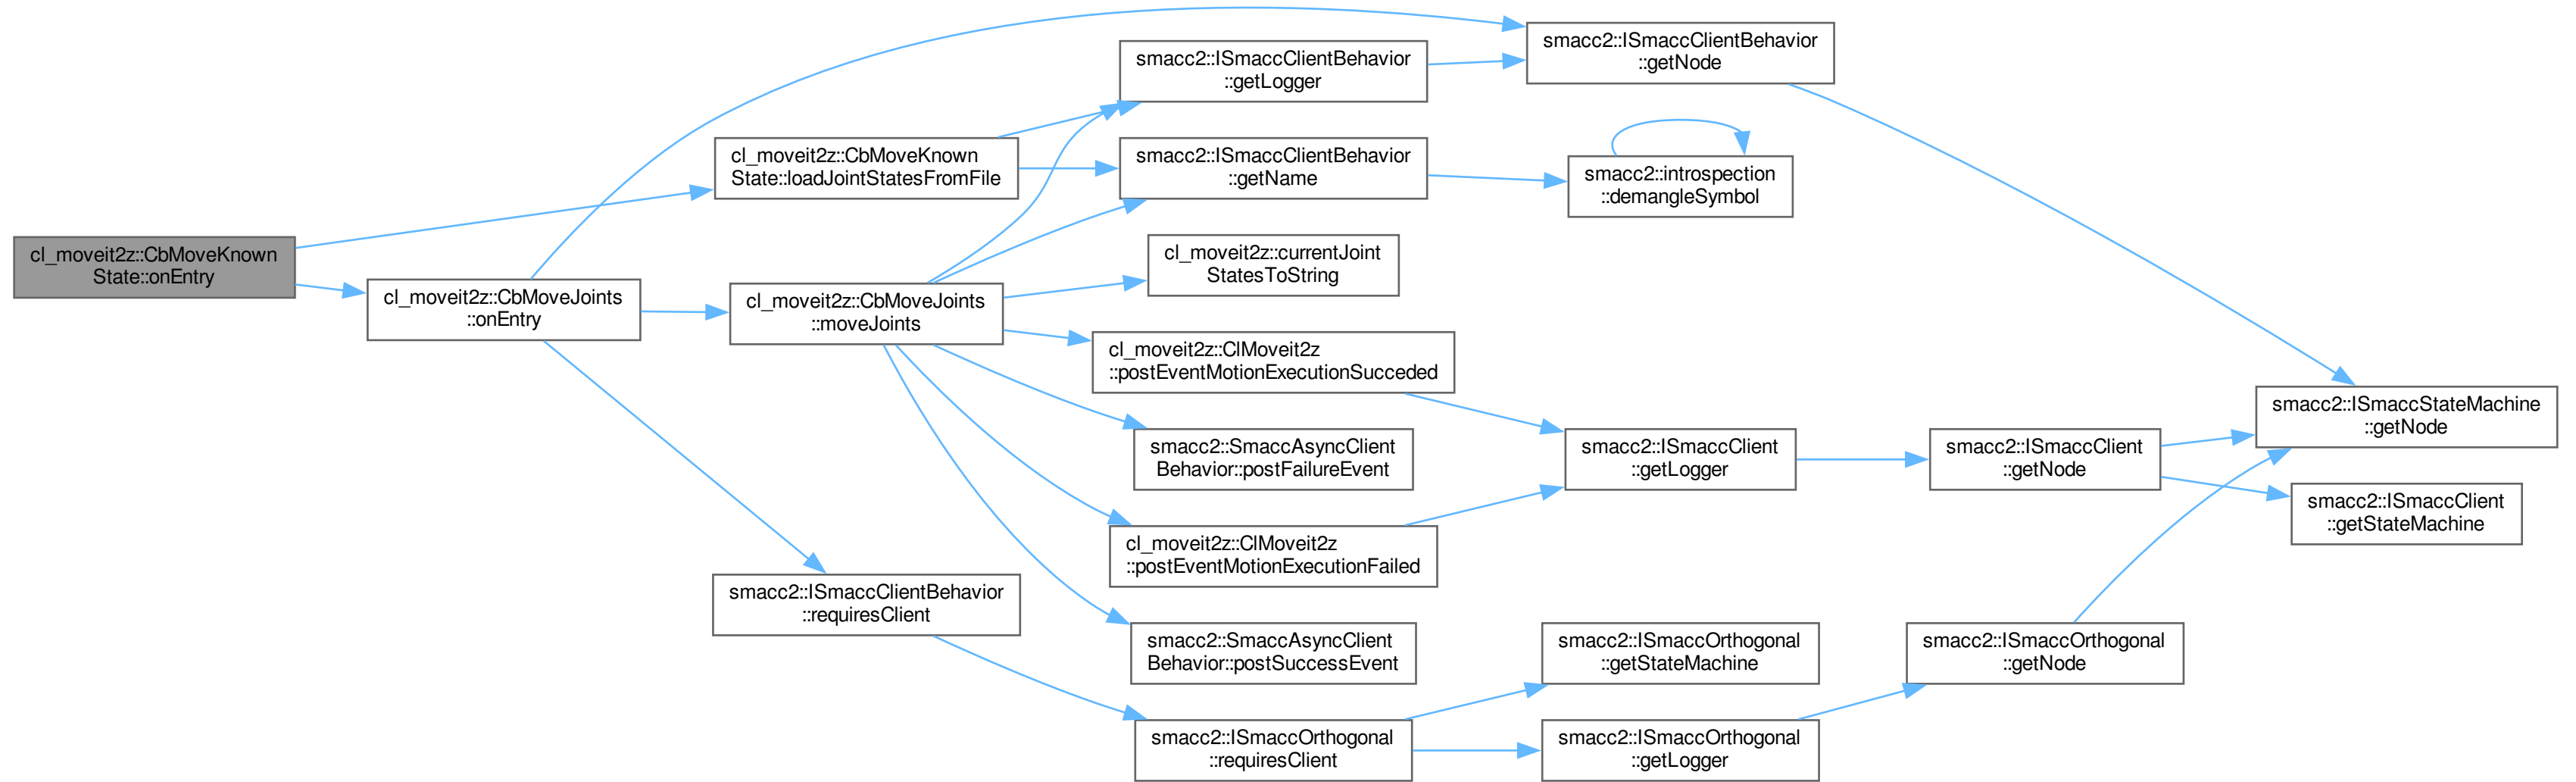 cl_moveit2z::CbMoveKnown
State::onEntry
cl_moveit2z::CbMoveJoints
::onEntry
cl_moveit2z::CbMoveKnown
State::loadJointStatesFromFile
cl_moveit2z::CbMoveJoints
::moveJoints
smacc2::ISmaccClientBehavior
::requiresClient
smacc2::ISmaccClientBehavior
::getLogger
smacc2::ISmaccClientBehavior
::getName
cl_moveit2z::currentJoint
StatesToString
cl_moveit2z::ClMoveit2z
::postEventMotionExecutionSucceded
smacc2::SmaccAsyncClient
Behavior::postFailureEvent
cl_moveit2z::ClMoveit2z
::postEventMotionExecutionFailed
smacc2::SmaccAsyncClient
Behavior::postSuccessEvent
smacc2::ISmaccOrthogonal
::requiresClient
smacc2::ISmaccClientBehavior
::getNode
smacc2::introspection
::demangleSymbol
smacc2::ISmaccClient
::getLogger
smacc2::ISmaccOrthogonal
::getStateMachine
smacc2::ISmaccOrthogonal
::getLogger
smacc2::ISmaccClient
::getNode
smacc2::ISmaccOrthogonal
::getNode
smacc2::ISmaccStateMachine
::getNode
smacc2::ISmaccClient
::getStateMachine